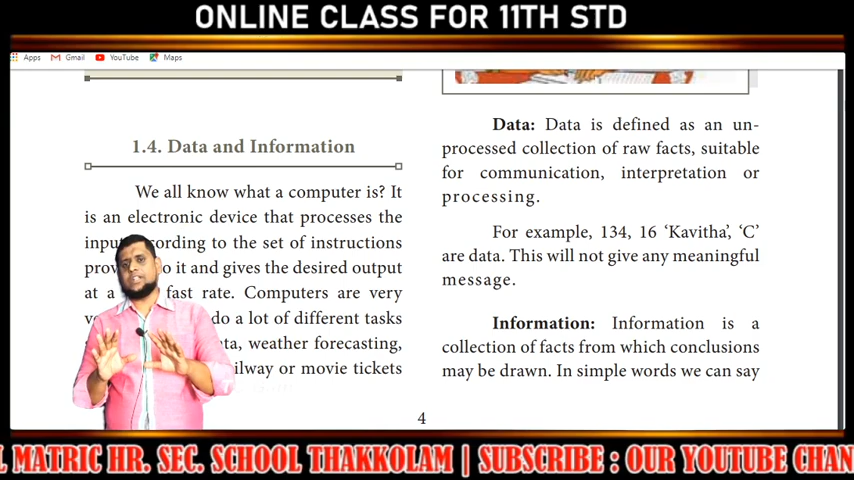 ONLINE CLASS FOR 11TH STD
Apps Gmail YouTube Maps
1.4. Data and Information
We all know what a computer is? It
is an electronic device that processes the
input according to the set of instructions
to it and gives the desired output
at a fast rate. Computers are very
do a lot of different tasks
weather forecasting,
or movie tickets
Data: Data is defined as an un-
processed collection of raw facts, suitable
for communication, interpretation or
processing.
For example, 134, 16 ‘Kavitha’, ‘C’
are data. This will not give any meaningful
message.
Information: Information is a
collection of facts from which conclusions
may be drawn. In simple words we can say
4
L MATRIC HR. SEC. SCHOOL THAKKOLAM | SUBSCRIBE : OUR YOUTUBE CHAN